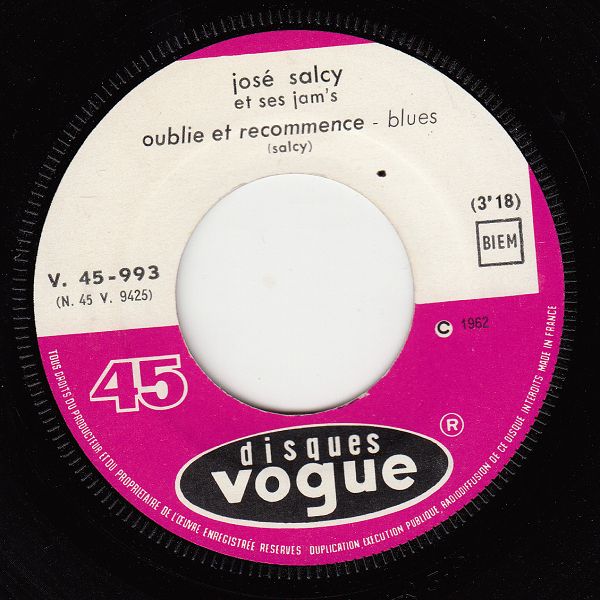 josé salcy
et ses jam's
oublie et recommence - blues
(salcy)
(3'18)
BIEM
V. 45-993
(N. 45 V. 9425)
© 1962
45
disques
vogue
®
TOUS DROITS DU PRODUCTEUR ET DU PROPRIETAIRE DE L'ŒUVRE ENREGISTRÉE RESERVES DUPLICATION, EXECUTION PUBLIQUE, RADIODIFFUSION DE CE DISQUE INTERDITS MADE IN FRANCE